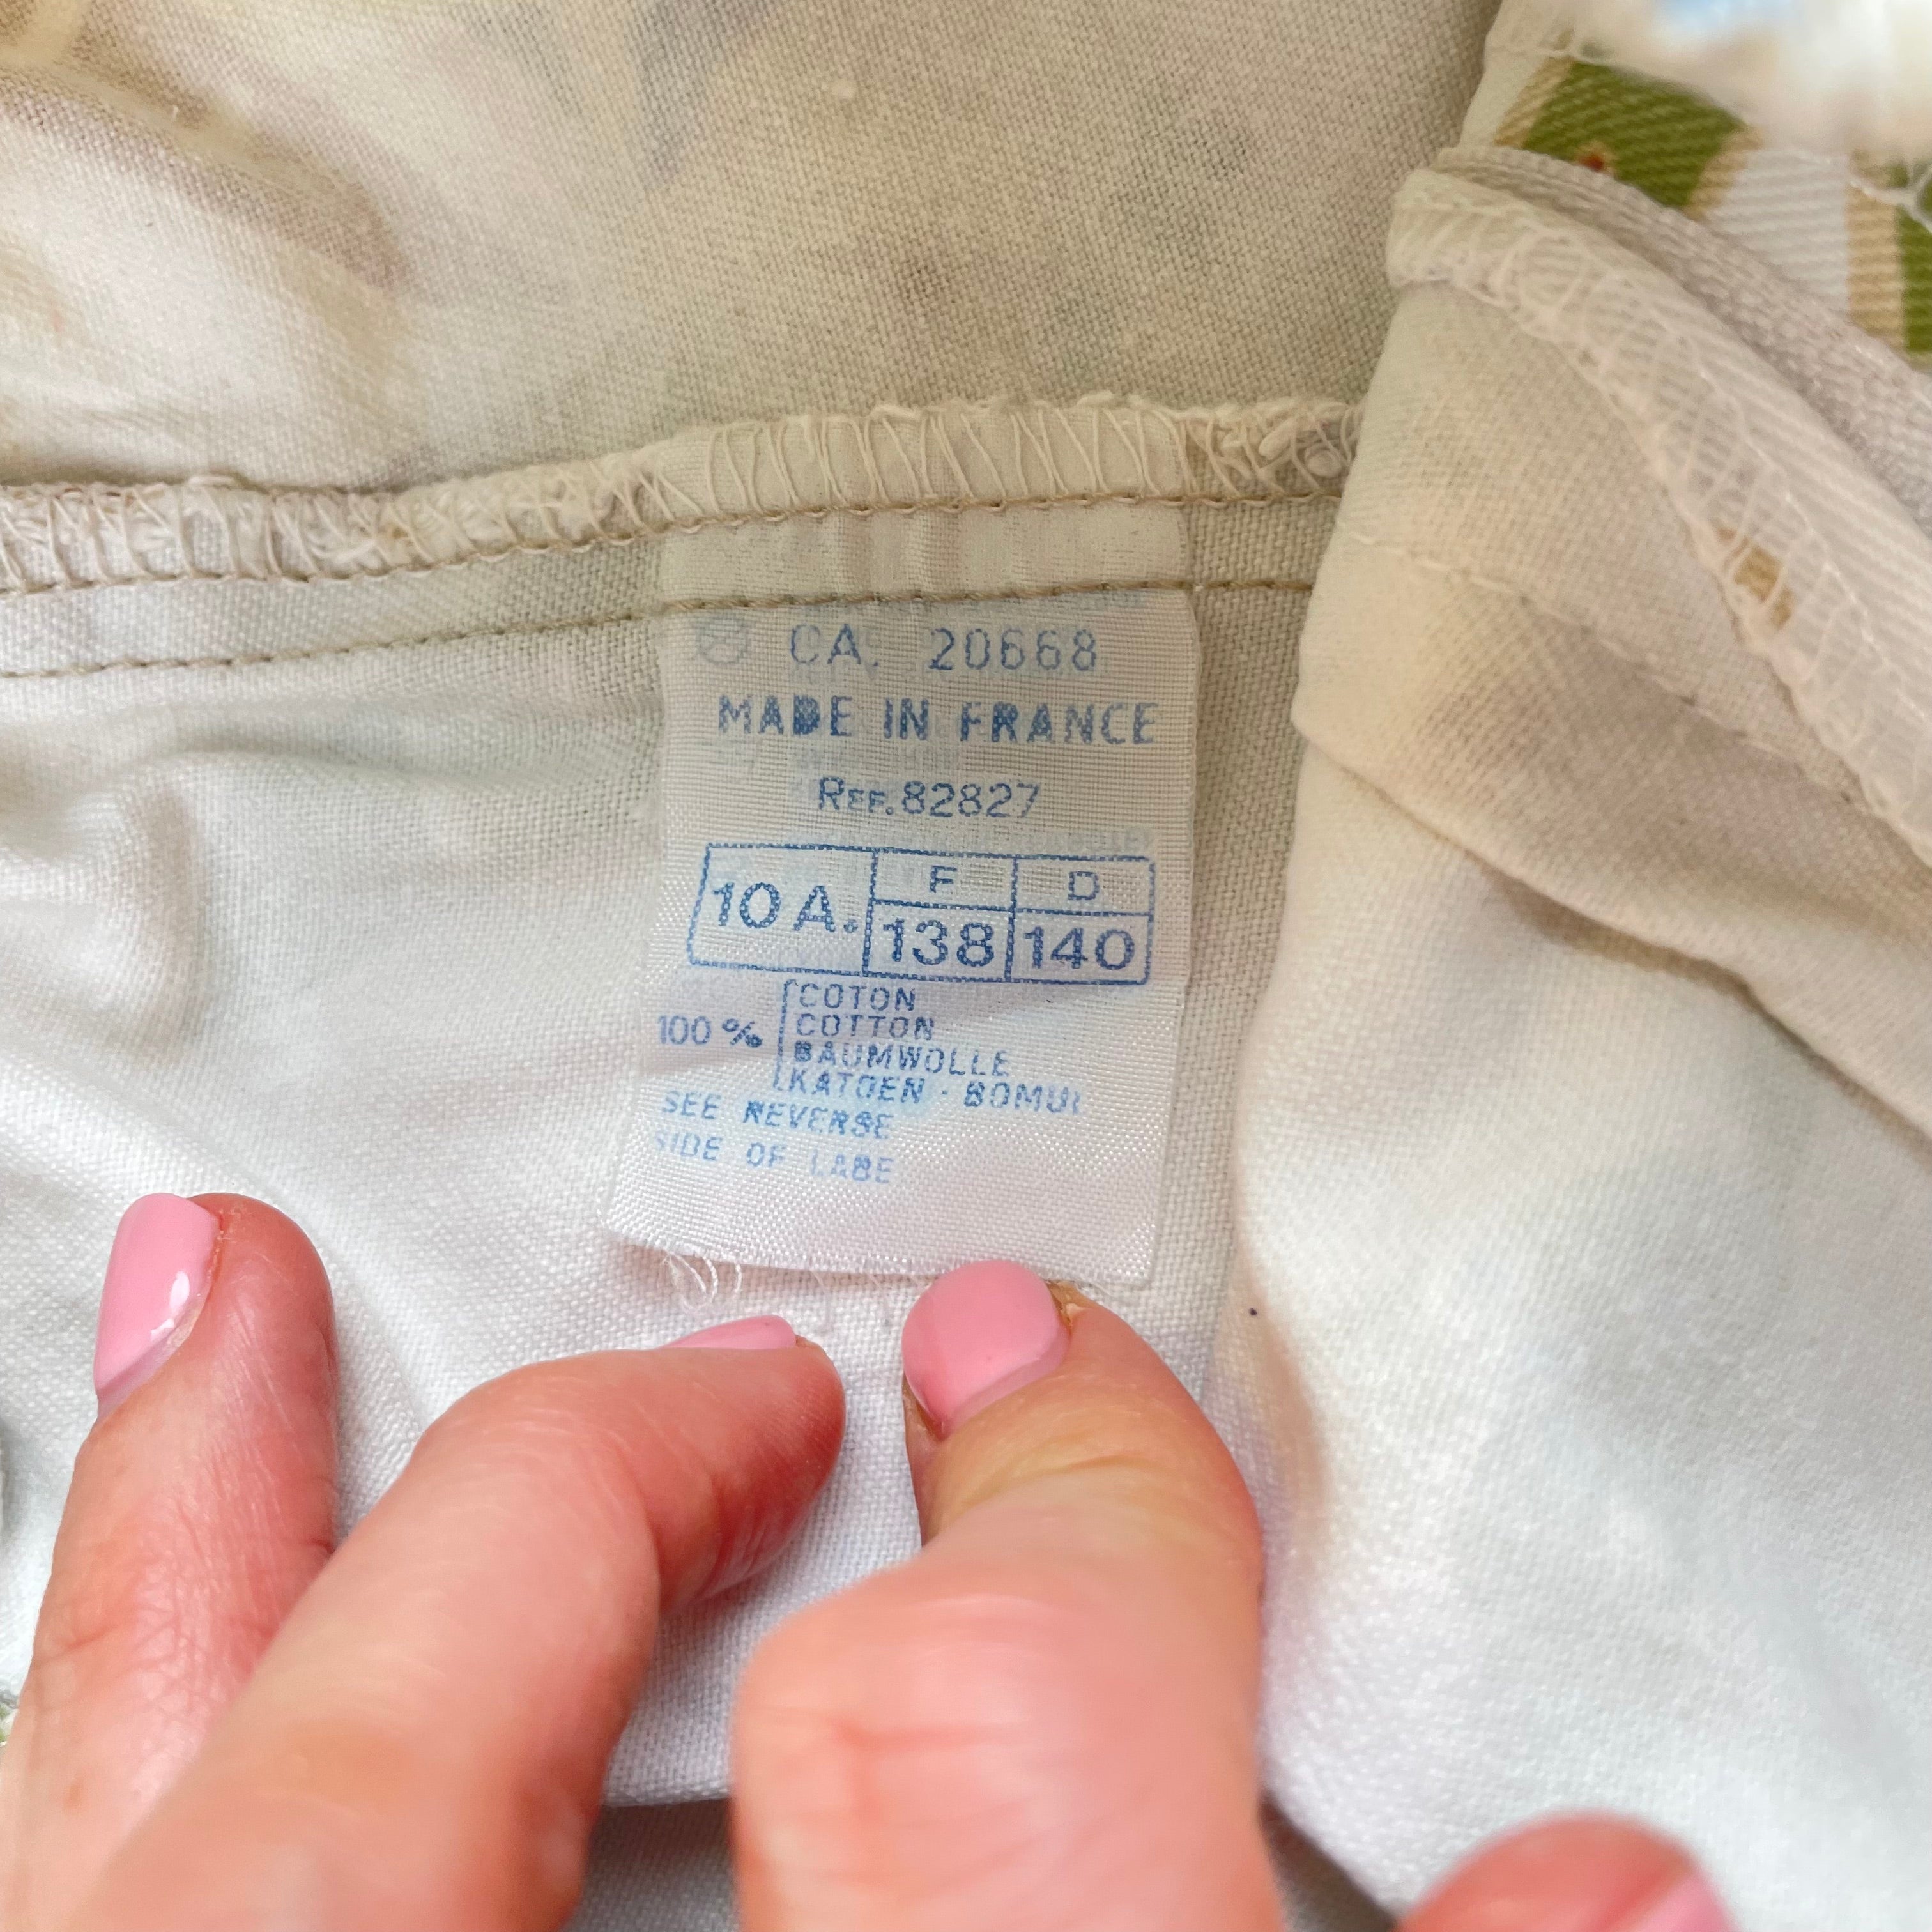 CA. 20668
MADE IN FRANCE
REF. 82827
10 A. F D
138 140
100 % COTON
COTTON
BAUMWOLLE
KATOEN - BOMUL
SEE REVERSE
SIDE OF LABE